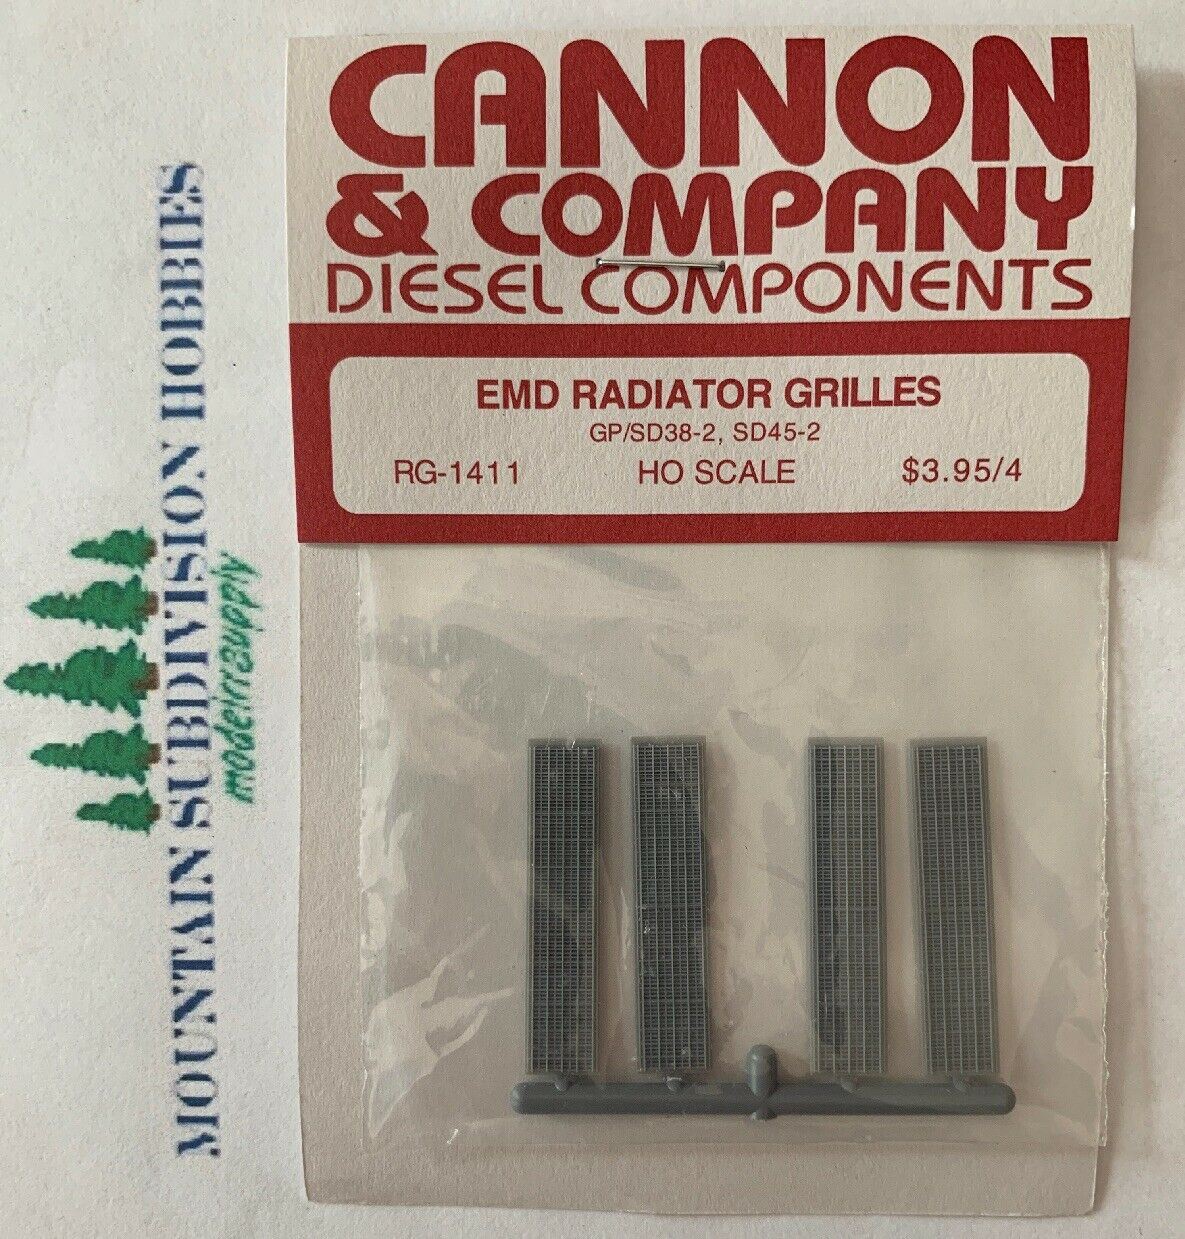 CANNON
& COMPANY
DIESEL COMPONENTS
EMD RADIATOR GRILLES
GP/SD38-2, SD45-2
RG-1411 HO SCALE $3.95/4
MOUNTAIN SUBDIVISION HOBBIES
modelrrsupply